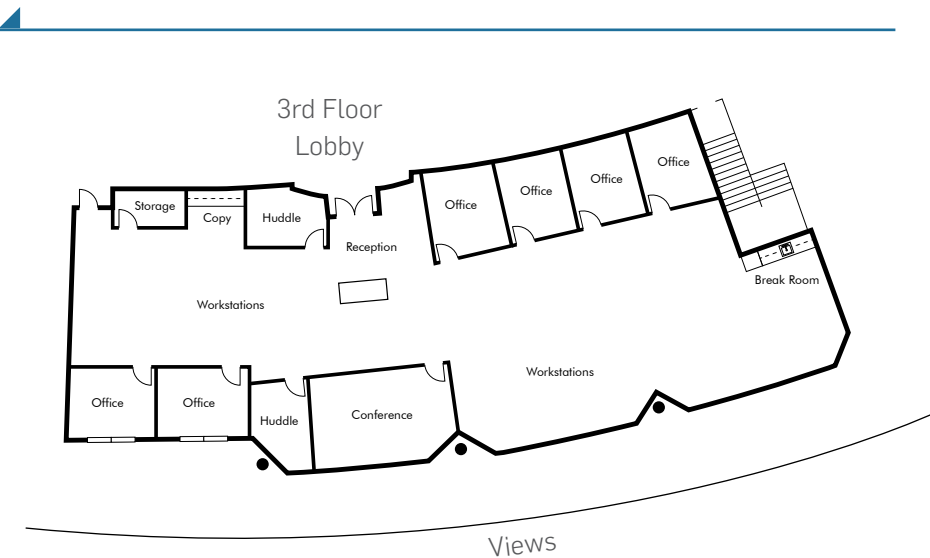 3rd Floor
Lobby
Office
Office
Office
Office
Storage
Copy
Huddle
Reception
Break Room
Workstations
Workstations
Office
Office
Huddle
Conference
Views